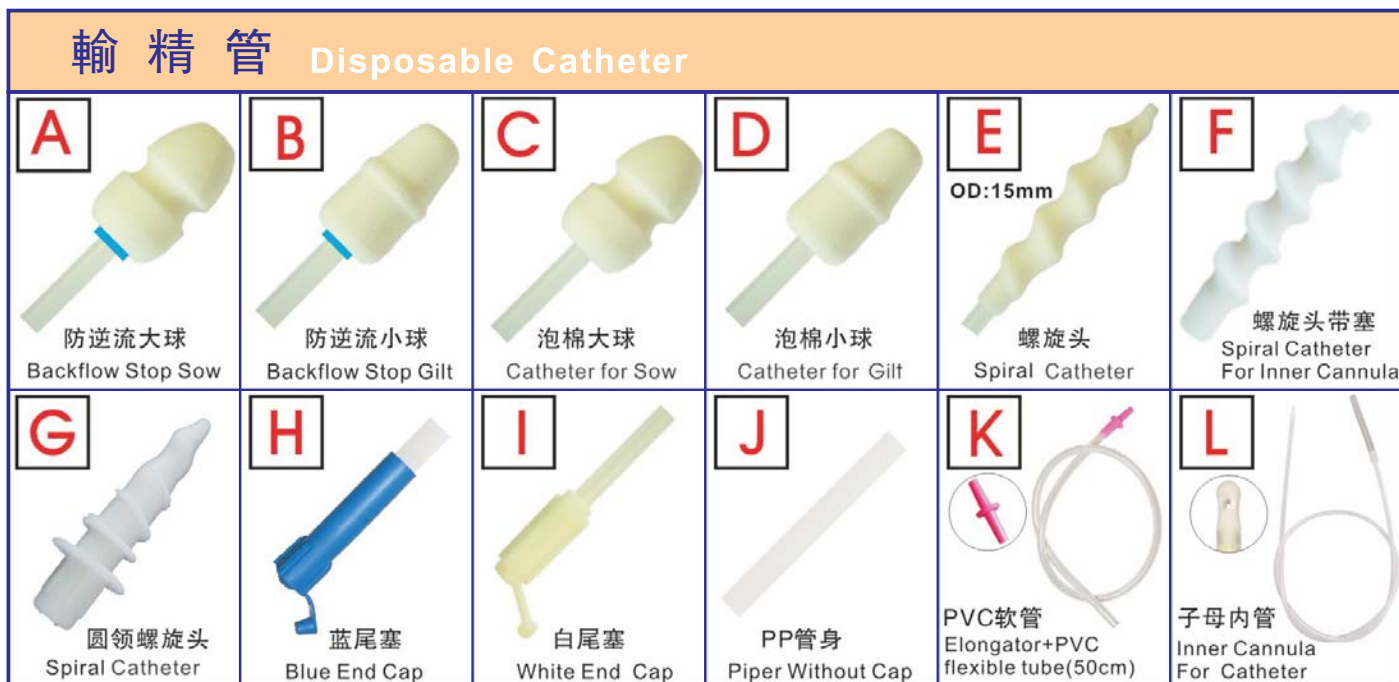 輸精管 Disposable Catheter
A
防逆流大球
Backflow Stop Sow
B
防逆流小球
Backflow Stop Gilt
C
泡棉大球
Catheter for Sow
D
泡棉小球
Catheter for Gilt
E
OD:15mm
螺旋头
Spiral Catheter
F
螺旋头带塞
Spiral Catheter
For Inner Cannula
G
圆领螺旋头
Spiral Catheter
H
蓝尾塞
Blue End Cap
I
白尾塞
White End Cap
J
PP管身
Piper Without Cap
K
PVC软管
Elongator+PVC
flexible tube(50cm)
L
子母内管
Inner Cannula
For Catheter